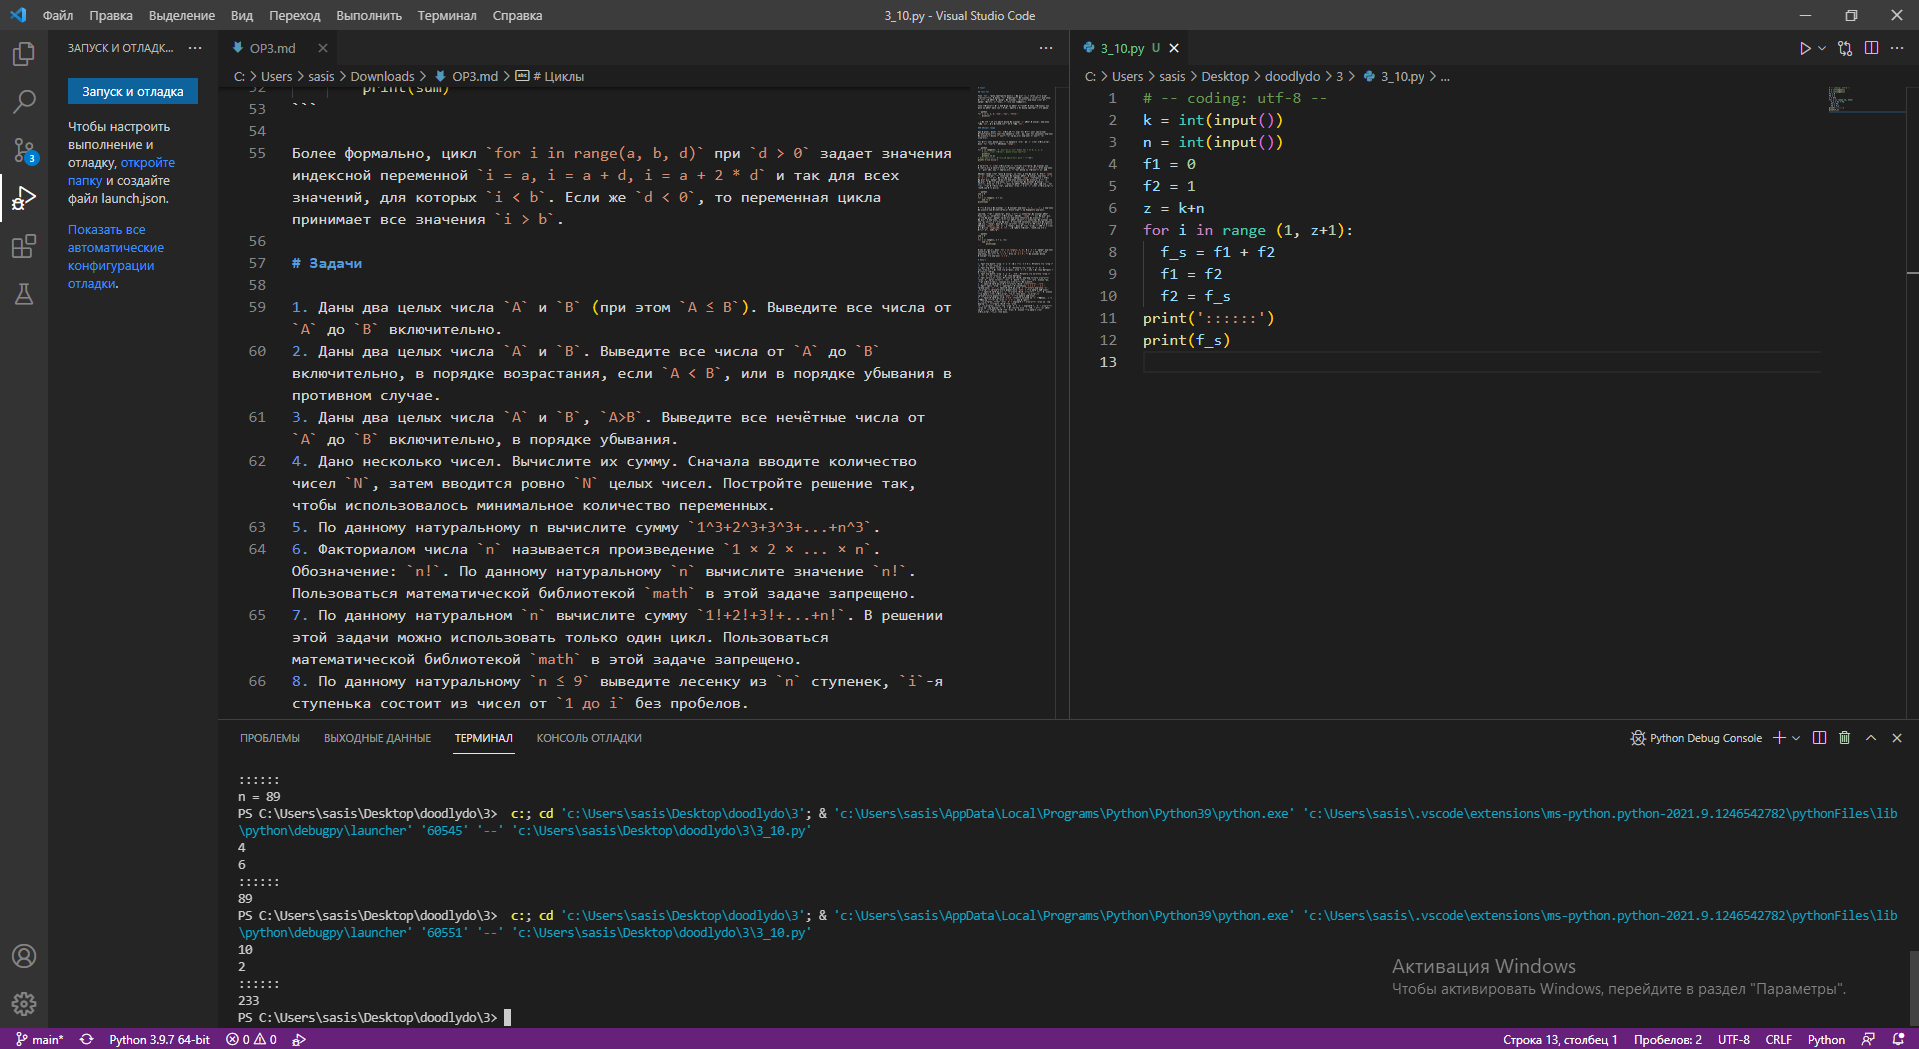 Файл Правка Выделение Вид Переход Выполнить Терминал Справка
3_10.py - Visual Studio Code
ЗАПУСК И ОТЛАДК... ···
Запуск и отладка
Чтобы настроить
выполнение и
отладку, откройте
папку и создайте
файл launch.json.
Показать все
автоматические
конфигурации
отладки.
3
OP3.md
C: > Users > sasis > Downloads > OP3.md > # Циклы
52 print(sum)
53 ```
54
55 Более формально, цикл `for i in range(a, b, d)` при `d > 0` задает значения
индексной переменной `i = a, i = a + d, i = a + 2 * d` и так для всех
значений, для которых `i < b`. Если же `d < 0`, то переменная цикла
принимает все значения `i > b`.
56
57 # Задачи
58
59 1. Даны два целых числа `A` и `B` (при этом `A ≤ B`). Выведите все числа от
`A` до `B` включительно.
60 2. Даны два целых числа `A` и `B`. Выведите все числа от `A` до `B`
включительно, в порядке возрастания, если `A < B`, или в порядке убывания в
противном случае.
61 3. Даны два целых числа `A` и `B`, `A>B`. Выведите все нечётные числа от
`A` до `B` включительно, в порядке убывания.
62 4. Дано несколько чисел. Вычислите их сумму. Сначала вводите количество
чисел `N`, затем вводится ровно `N` целых чисел. Постройте решение так,
чтобы использовалось минимальное количество переменных.
63 5. По данному натуральному n вычислите сумму `1^3+2^3+3^3+...+n^3`.
64 6. Факториалом числа `n` называется произведение `1 × 2 × ... × n`.
Обозначение: `n!`. По данному натуральному `n` вычислите значение `n!`.
Пользоваться математической библиотекой `math` в этой задаче запрещено.
65 7. По данному натуральном `n` вычислите сумму `1!+2!+3!+...+n!`. В решении
этой задачи можно использовать только один цикл. Пользоваться
математической библиотекой `math` в этой задаче запрещено.
66 8. По данному натуральному `n ≤ 9` выведите лесенку из `n` ступенек, `i`-я
ступенька состоит из чисел от `1 до i` без пробелов.
3_10.py U
C: > Users > sasis > Desktop > doodlydo > 3 > 3_10.py > ...
1 # -- coding: utf-8 --
2 k = int(input())
3 n = int(input())
4 f1 = 0
5 f2 = 1
6 z = k+n
7 for i in range (1, z+1):
8 f_s = f1 + f2
9 f1 = f2
10 f2 = f_s
11 print('::::::')
12 print(f_s)
13
ПРОБЛЕМЫ ВЫХОДНЫЕ ДАННЫЕ ТЕРМИНАЛ КОНСОЛЬ ОТЛАДКИ
Python Debug Console
::::::
n = 89
PS C:\Users\sasis\Desktop\doodlydo\3> c:; cd 'c:\Users\sasis\Desktop\doodlydo\3'; & 'c:\Users\sasis\AppData\Local\Programs\Python\Python39\python.exe' 'c:\Users\sasis\.vscode\extensions\ms-python.python-2021.9.1246542782\pythonFiles\lib
\python\debugpy\launcher' '60545' '--' 'c:\Users\sasis\Desktop\doodlydo\3\3_10.py'
4
6
::::::
89
PS C:\Users\sasis\Desktop\doodlydo\3> c:; cd 'c:\Users\sasis\Desktop\doodlydo\3'; & 'c:\Users\sasis\AppData\Local\Programs\Python\Python39\python.exe' 'c:\Users\sasis\.vscode\extensions\ms-python.python-2021.9.1246542782\pythonFiles\lib
\python\debugpy\launcher' '60551' '--' 'c:\Users\sasis\Desktop\doodlydo\3\3_10.py'
10
2
::::::
233
PS C:\Users\sasis\Desktop\doodlydo\3>
Активация Windows
Чтобы активировать Windows, перейдите в раздел "Параметры".
main* Python 3.9.7 64-bit 0 0
Строка 13, столбец 1 Пробелов: 2 UTF-8 CRLF Python